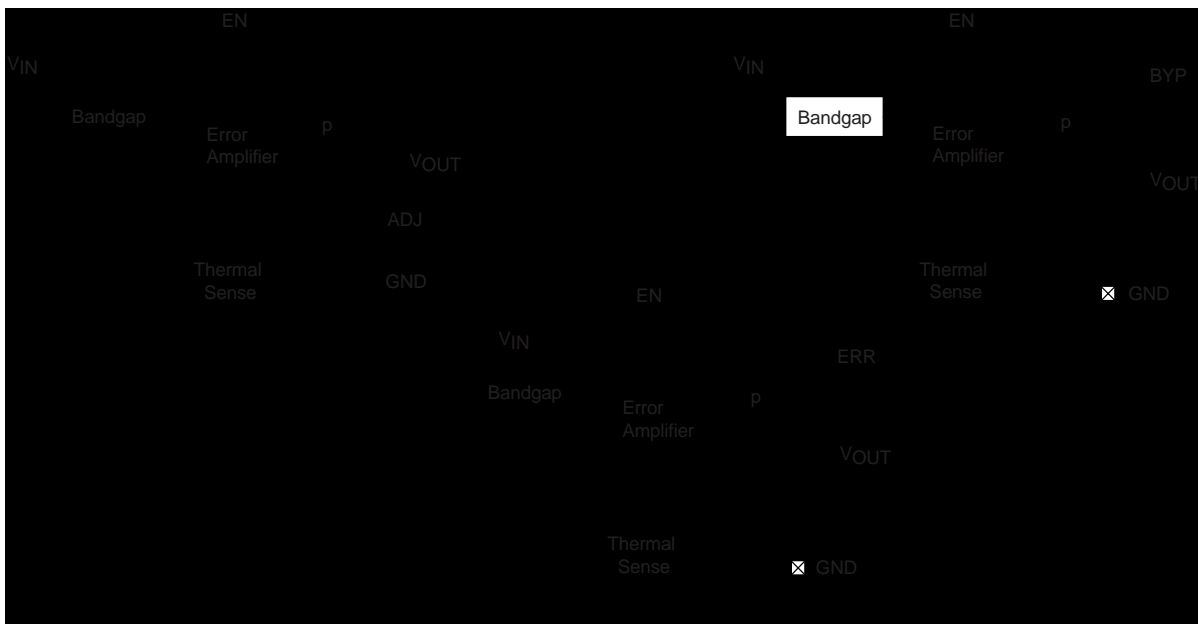 EN
VIN
Bandgap
Error
Amplifier
p
VOUT
ADJ
Thermal
Sense
GND
EN
VIN
BYP
Bandgap
Error
Amplifier
p
VOUT
Thermal
Sense
GND
EN
VIN
ERR
Bandgap
Error
Amplifier
p
VOUT
Thermal
Sense
GND